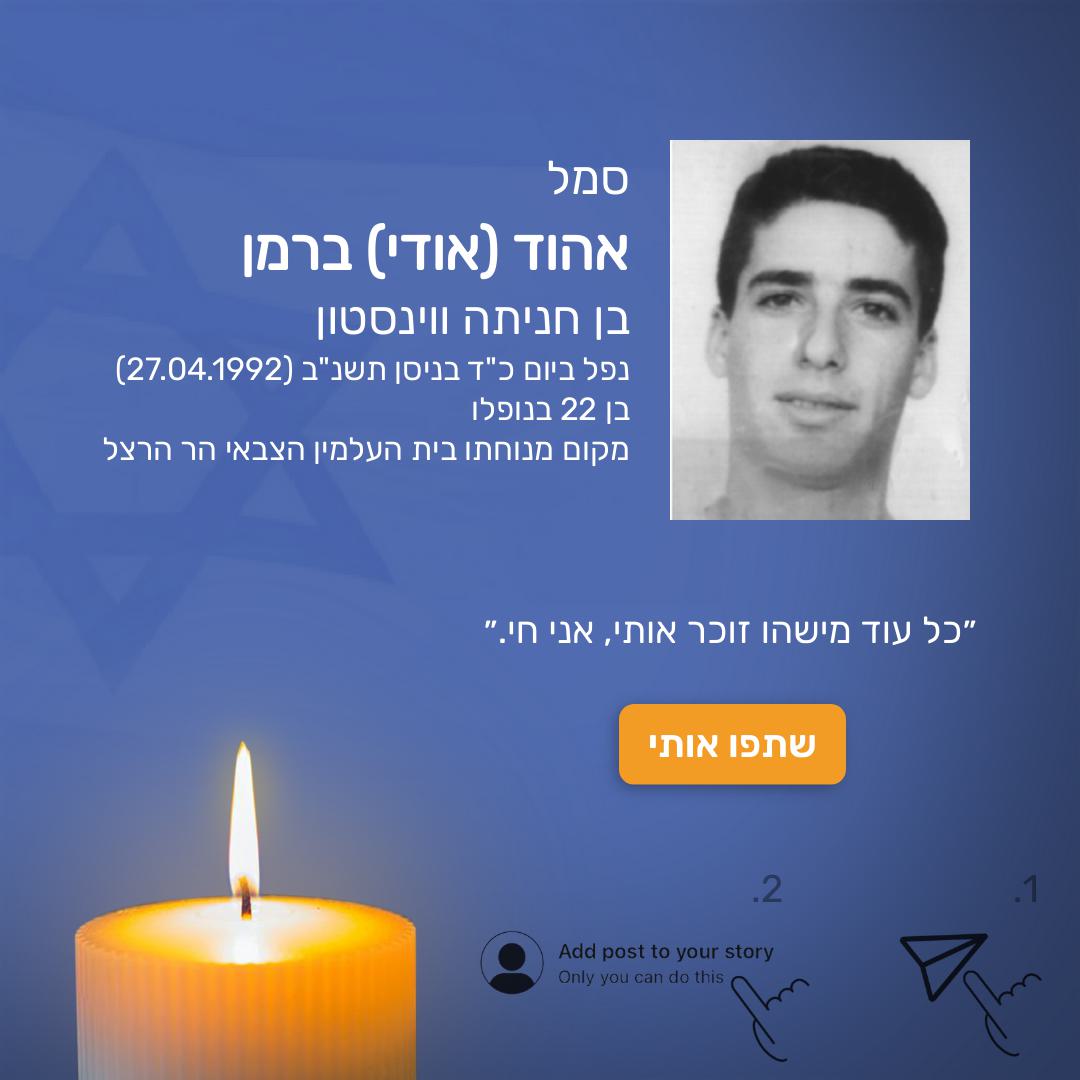 סמל
אהוד (אודי) ברמן
בן חניתה ווינסטון
נפל ביום כ"ד בניסן תשנ"ב (27.04.1992)
בן 22 בנופלו
מקום מנוחתו בית העלמין הצבאי הר הרצל
״כל עוד מישהו זוכר אותי, אני חי.״
שתפו אותי
.1
.2
Add post to your story
Only you can do this